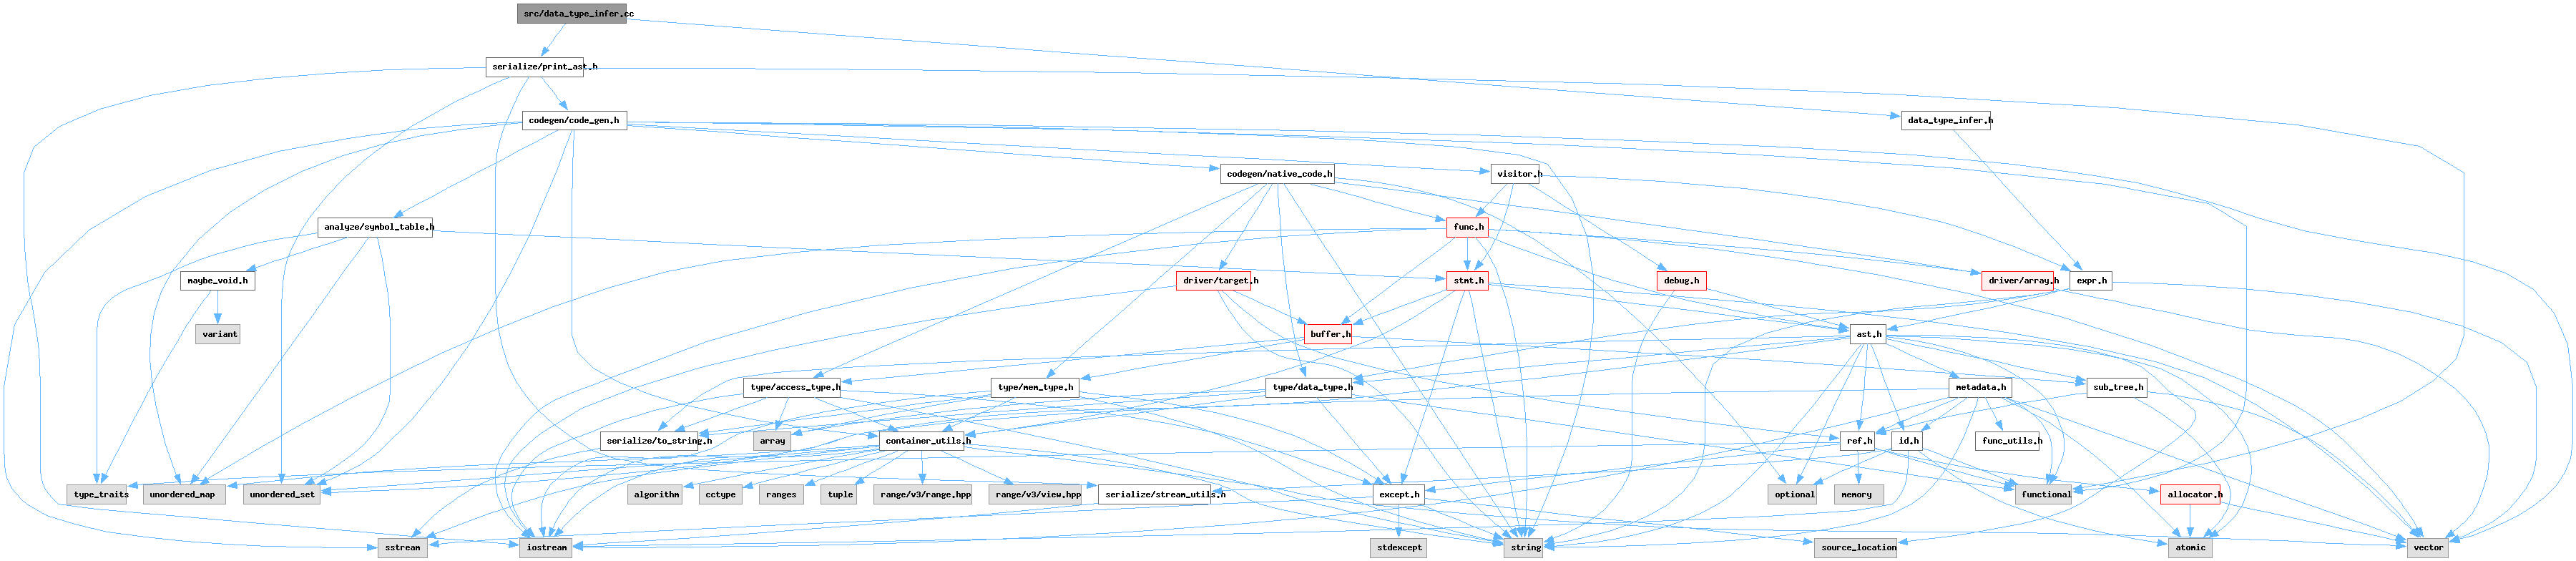 src/data_type_infer.cc
serialize/print_ast.h
codegen/code_gen.h
data_type_infer.h
codegen/native_code.h
visitor.h
analyze/symbol_table.h
func.h
maybe_void.h
driver/target.h
stmt.h
debug.h
driver/array.h
expr.h
variant
buffer.h
ast.h
type/access_type.h
type/mem_type.h
type/data_type.h
metadata.h
sub_tree.h
serialize/to_string.h
array
container_utils.h
ref.h
id.h
func_utils.h
type_traits
unordered_map
unordered_set
algorithm
cctype
ranges
tuple
range/v3/range.hpp
range/v3/view.hpp
serialize/stream_utils.h
except.h
optional
memory
functional
allocator.h
sstream
iostream
stdexcept
string
source_location
atomic
vector